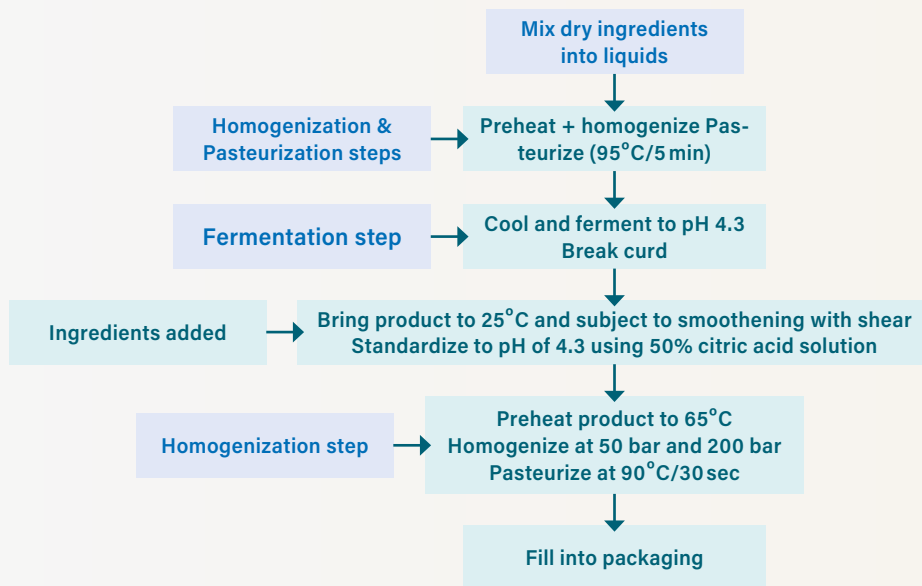 Mix dry ingredients
into liquids
Homogenization &
Pasteurization steps
Preheat + homogenize Pas-
teurize (95°C/5 min)
Fermentation step
Cool and ferment to pH 4.3
Break curd
Ingredients added
Bring product to 25°C and subject to smoothening with shear
Standardize to pH of 4.3 using 50% citric acid solution
Homogenization step
Preheat product to 65°C
Homogenize at 50 bar and 200 bar
Pasteurize at 90°C/30 sec
Fill into packaging